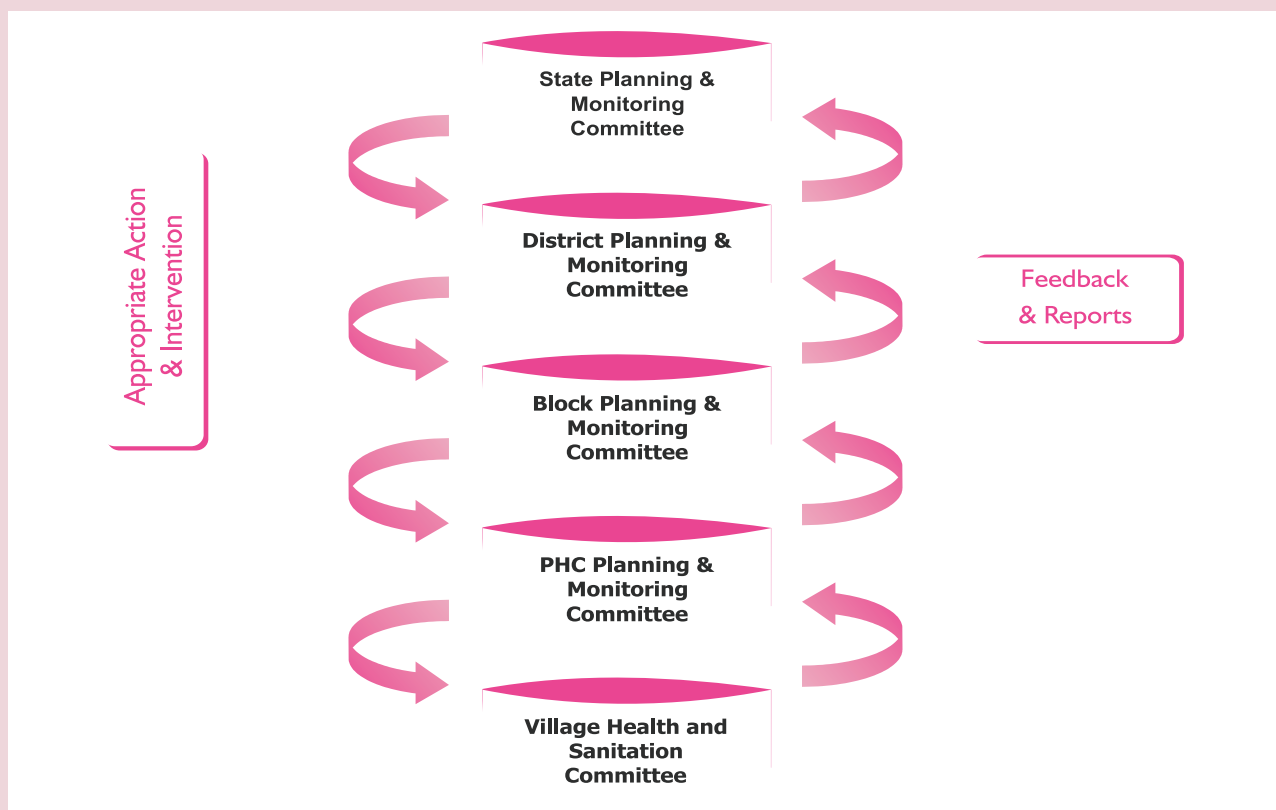 State Planning &
Monitoring
Committee
Appropriate Action
& Intervention
District Planning &
Monitoring
Committee
Feedback
& Reports
Block Planning &
Monitoring
Committee
PHC Planning &
Monitoring
Committee
Village Health and
Sanitation
Committee